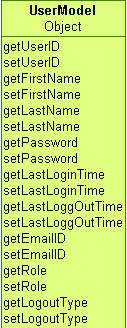 UserModel
Object
getUserID
setUserID
getFirstName
setFirstName
getLastName
setLastName
getPassword
setPassword
getLastLoginTime
setLastLoginTime
getLastLoggOutTime
setLastLoggOutTime
getEmailID
setEmailID
getRole
setRole
getLogoutType
setLogoutType